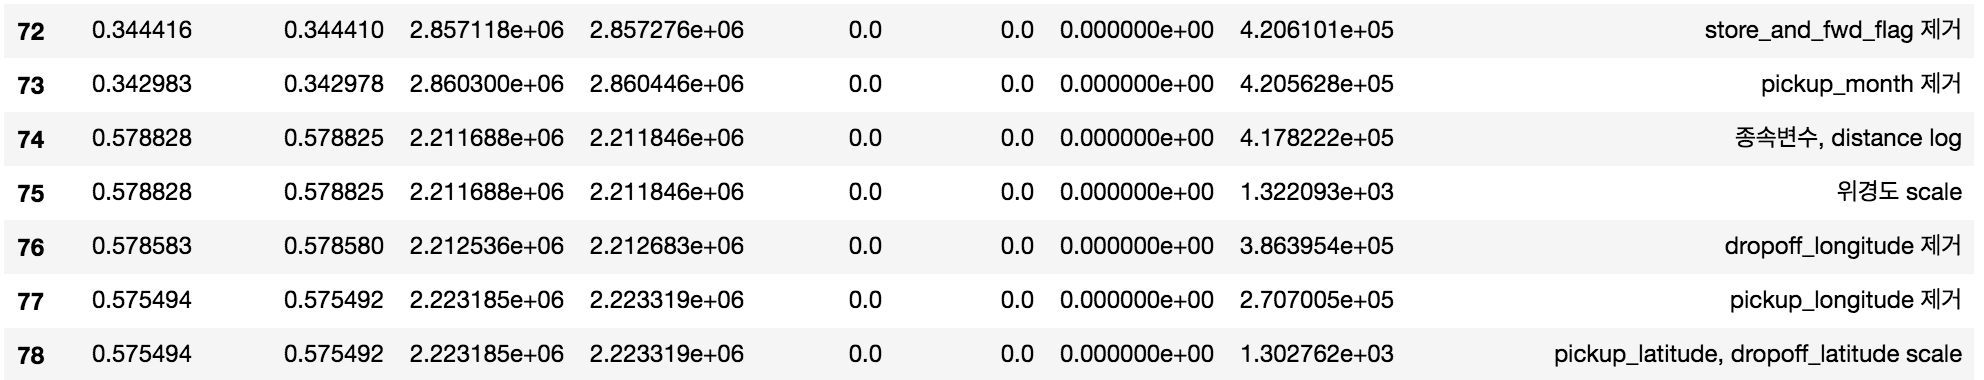 72 0.344416 0.344410 2.857118e+06 2.857276e+06 0.0 0.0 0.000000e+00 4.206101e+05 store_and_fwd_flag 제거
73 0.342983 0.342978 2.860300e+06 2.860446e+06 0.0 0.0 0.000000e+00 4.205628e+05 pickup_month 제거
74 0.578828 0.578825 2.211688e+06 2.211846e+06 0.0 0.0 0.000000e+00 4.178222e+05 종속변수, distance log
75 0.578828 0.578825 2.211688e+06 2.211846e+06 0.0 0.0 0.000000e+00 1.322093e+03 위경도 scale
76 0.578583 0.578580 2.212536e+06 2.212683e+06 0.0 0.0 0.000000e+00 3.863954e+05 dropoff_longitude 제거
77 0.575494 0.575492 2.223185e+06 2.223319e+06 0.0 0.0 0.000000e+00 2.707005e+05 pickup_longitude 제거
78 0.575494 0.575492 2.223185e+06 2.223319e+06 0.0 0.0 0.000000e+00 1.302762e+03 pickup_latitude, dropoff_latitude scale